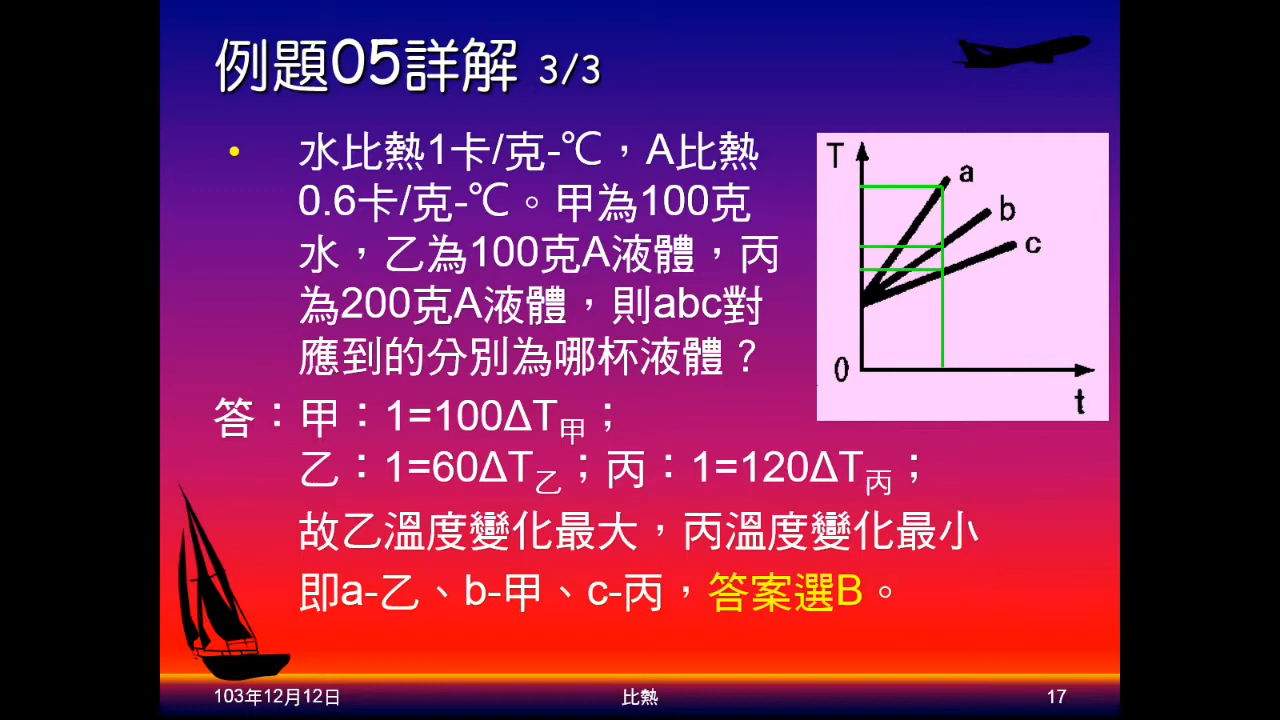 例題05詳解 3/3
• 水比熱1卡/克-℃，A比熱
0.6卡/克-℃。甲為100克
水，乙為100克A液體，丙
為200克A液體，則abc對
應到的分別為哪杯液體？
T
a
b
c
0
t
答：甲：1=100ΔT甲；
乙：1=60ΔT乙；丙：1=120ΔT丙；
故乙溫度變化最大，丙溫度變化最小
即a-乙、b-甲、c-丙，答案選B。
103年12月12日
比熱
17